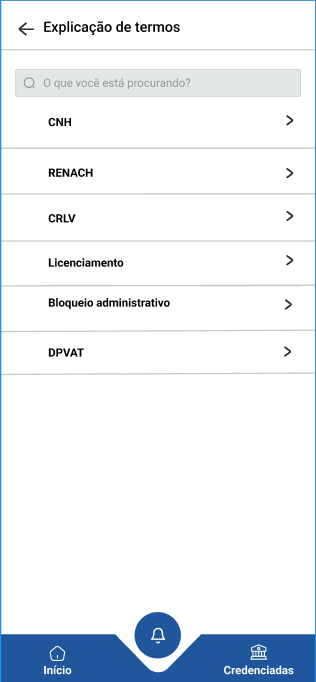 Explicação de termos
O que você está procurando?
CNH
RENACH
CRLV
Licenciamento
Bloqueio administrativo
DPVAT
Início
Credenciadas